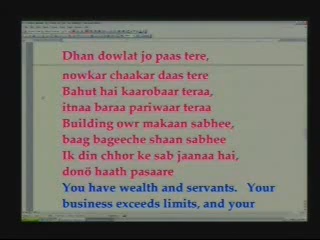 Dhan dowlat jo paas tere,
nowkar chaakar daas tere
Bahut hai kaarobaar teraa,
itnaa baraa pariwaar teraa
Building owr makaan sabhee,
baag bageeche shaan sabhee
Ik din chhor ke sab jaanaa hai,
donö haath pasaare
You have wealth and servants. Your
business exceeds limits, and your